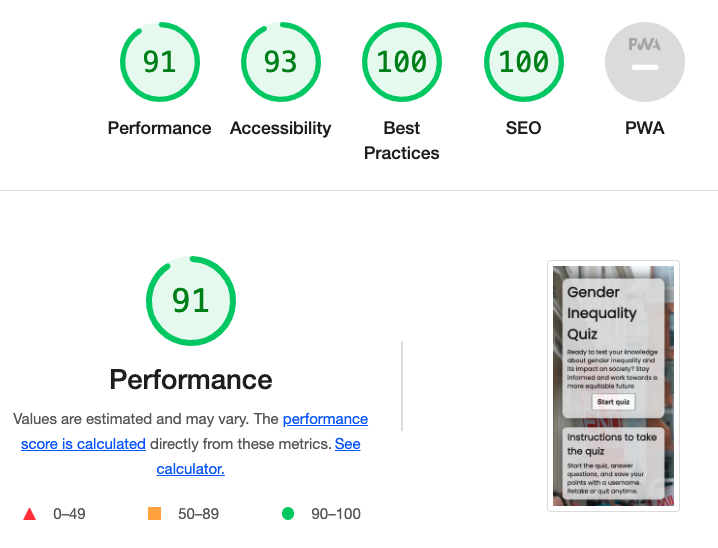 91
93
100
100
PWA
Performance
Accessibility
Best
Practices
SEO
PWA
91
Performance
Values are estimated and may vary. The performance
score is calculated directly from these metrics. See
calculator.
0–49
50–89
90–100
Gender
Inequality
Quiz
Ready to test your knowledge
about gender inequality and
its impact on society? Stay
informed and work towards a
more equitable future
Start quiz
Instructions to take
the quiz
Start the quiz, answer
questions, and save your
points with a username.
Retake or quit anytime.